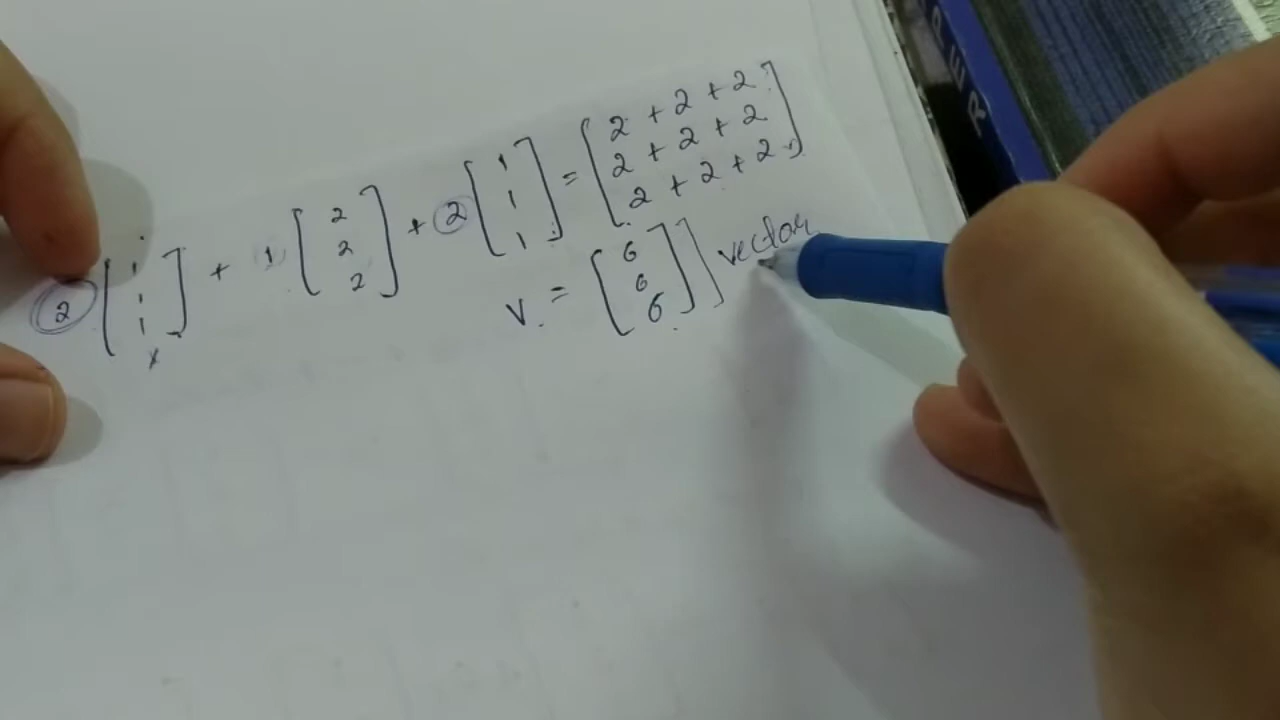 2 [1 1 1] + 1 [2 2 2] + 2 [1 1 1] = [2 + 2 + 2
2 + 2 + 2
2 + 2 + 2]
V = [6 6 6] ] vector
PER